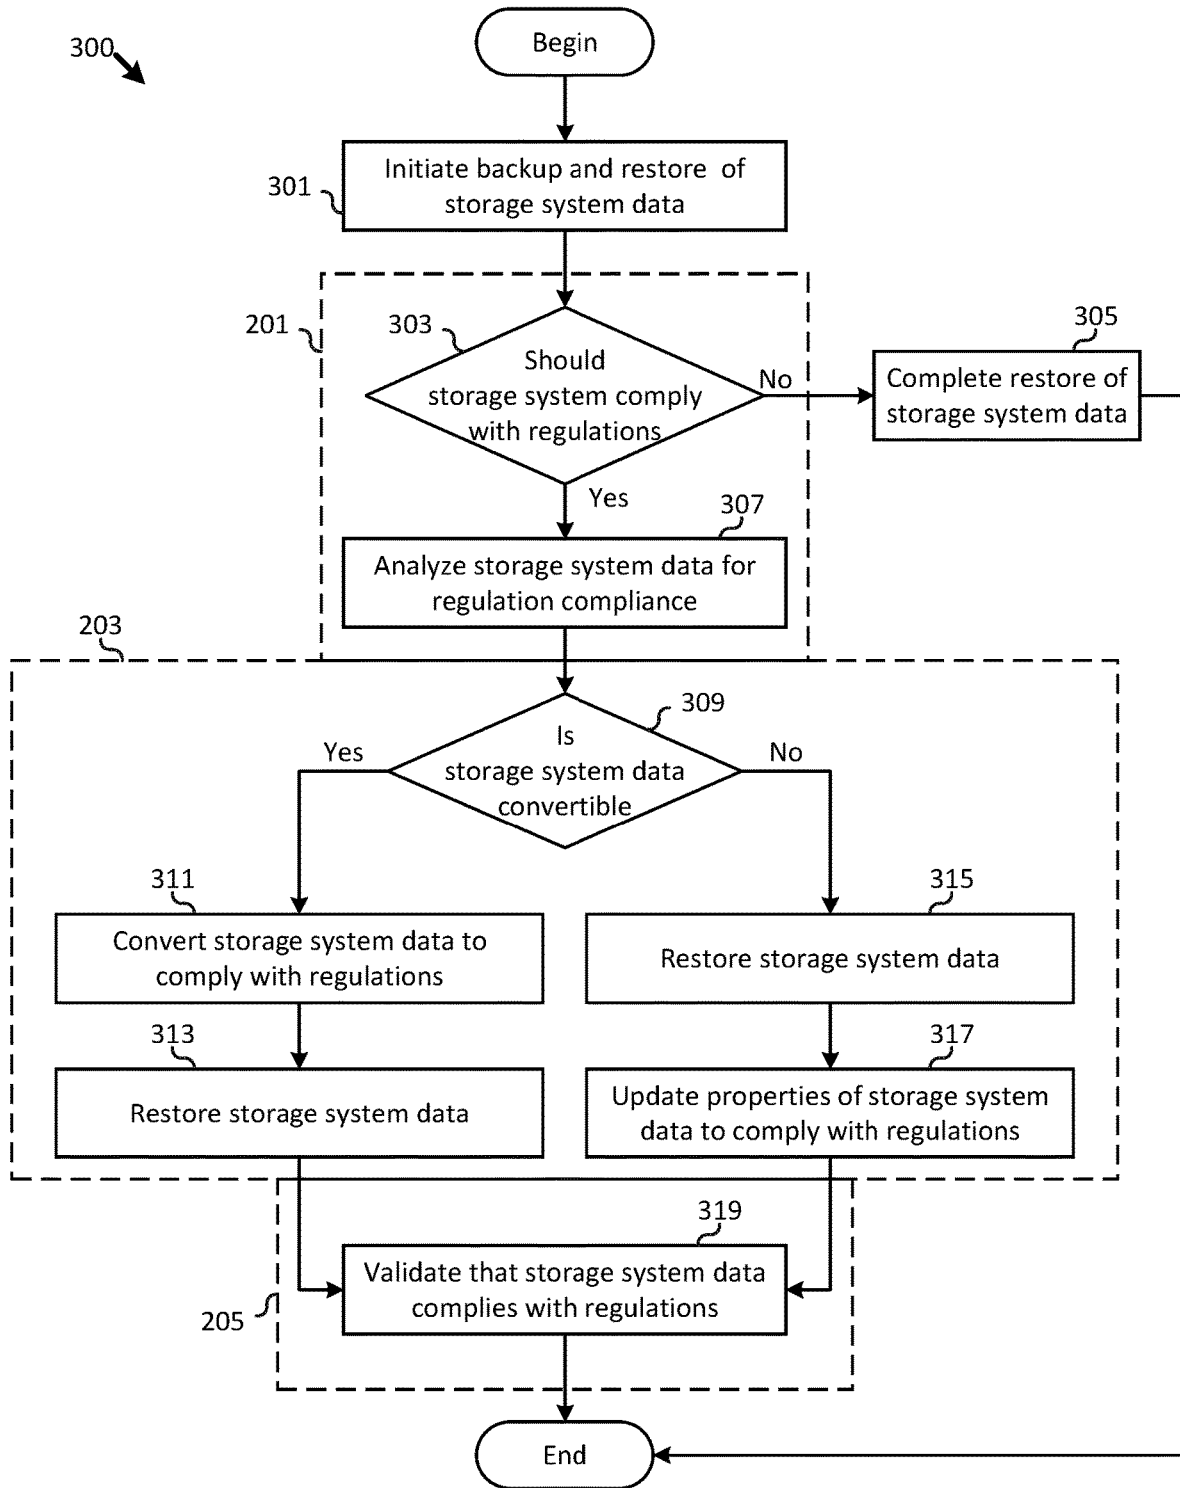 300
Begin
Initiate backup and restore of
storage system data
301
201
303
Should
storage system comply
with regulations
No
305
Complete restore of
storage system data
Yes
307
Analyze storage system data for
regulation compliance
203
309
Is
storage system data
convertible
Yes
No
311
Convert storage system data to
comply with regulations
315
Restore storage system data
313
Restore storage system data
317
Update properties of storage system
data to comply with regulations
319
Validate that storage system data
complies with regulations
205
End